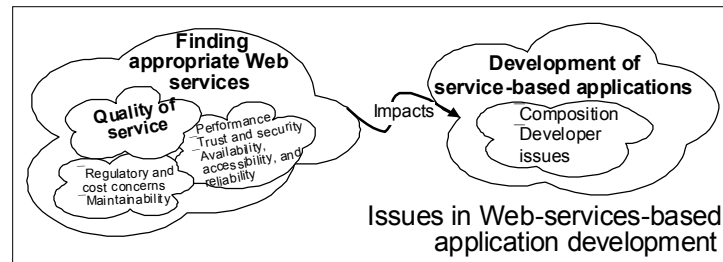 Finding
appropriate Web
services
Quality of
service
Performance
Trust and security
Availability,
accessibility, and
reliability
Regulatory and
cost concerns
Maintainability
Impacts
Development of
service-based applications
Composition
Developer
issues
Issues in Web-services-based
application development